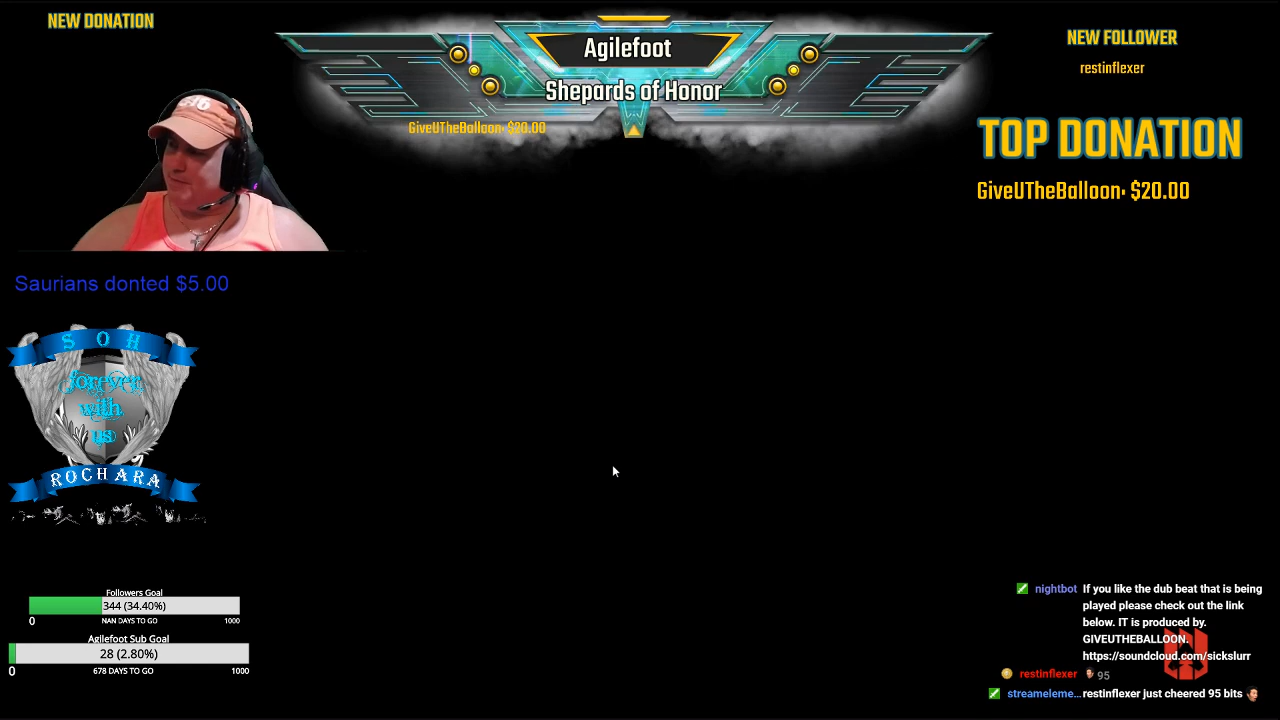 NEW DONATION
Agilefoot
Shepards of Honor
GiveUTheBalloon: $20.00
NEW FOLLOWER
restinflexer
TOP DONATION
GiveUTheBalloon: $20.00
Saurians donted $5.00
S O H
forever
with
us
ROCHARA
Followers Goal
344 (34.40%)
0 NAN DAYS TO GO 1000
Agilefoot Sub Goal
28 (2.80%)
0 678 DAYS TO GO 1000
nightbot If you like the dub beat that is being
played please check out the link
below. IT is produced by.
GIVEUTHEBALLOON.
https://soundcloud.com/sickslurr
restinflexer 95
streameleme... restinflexer just cheered 95 bits